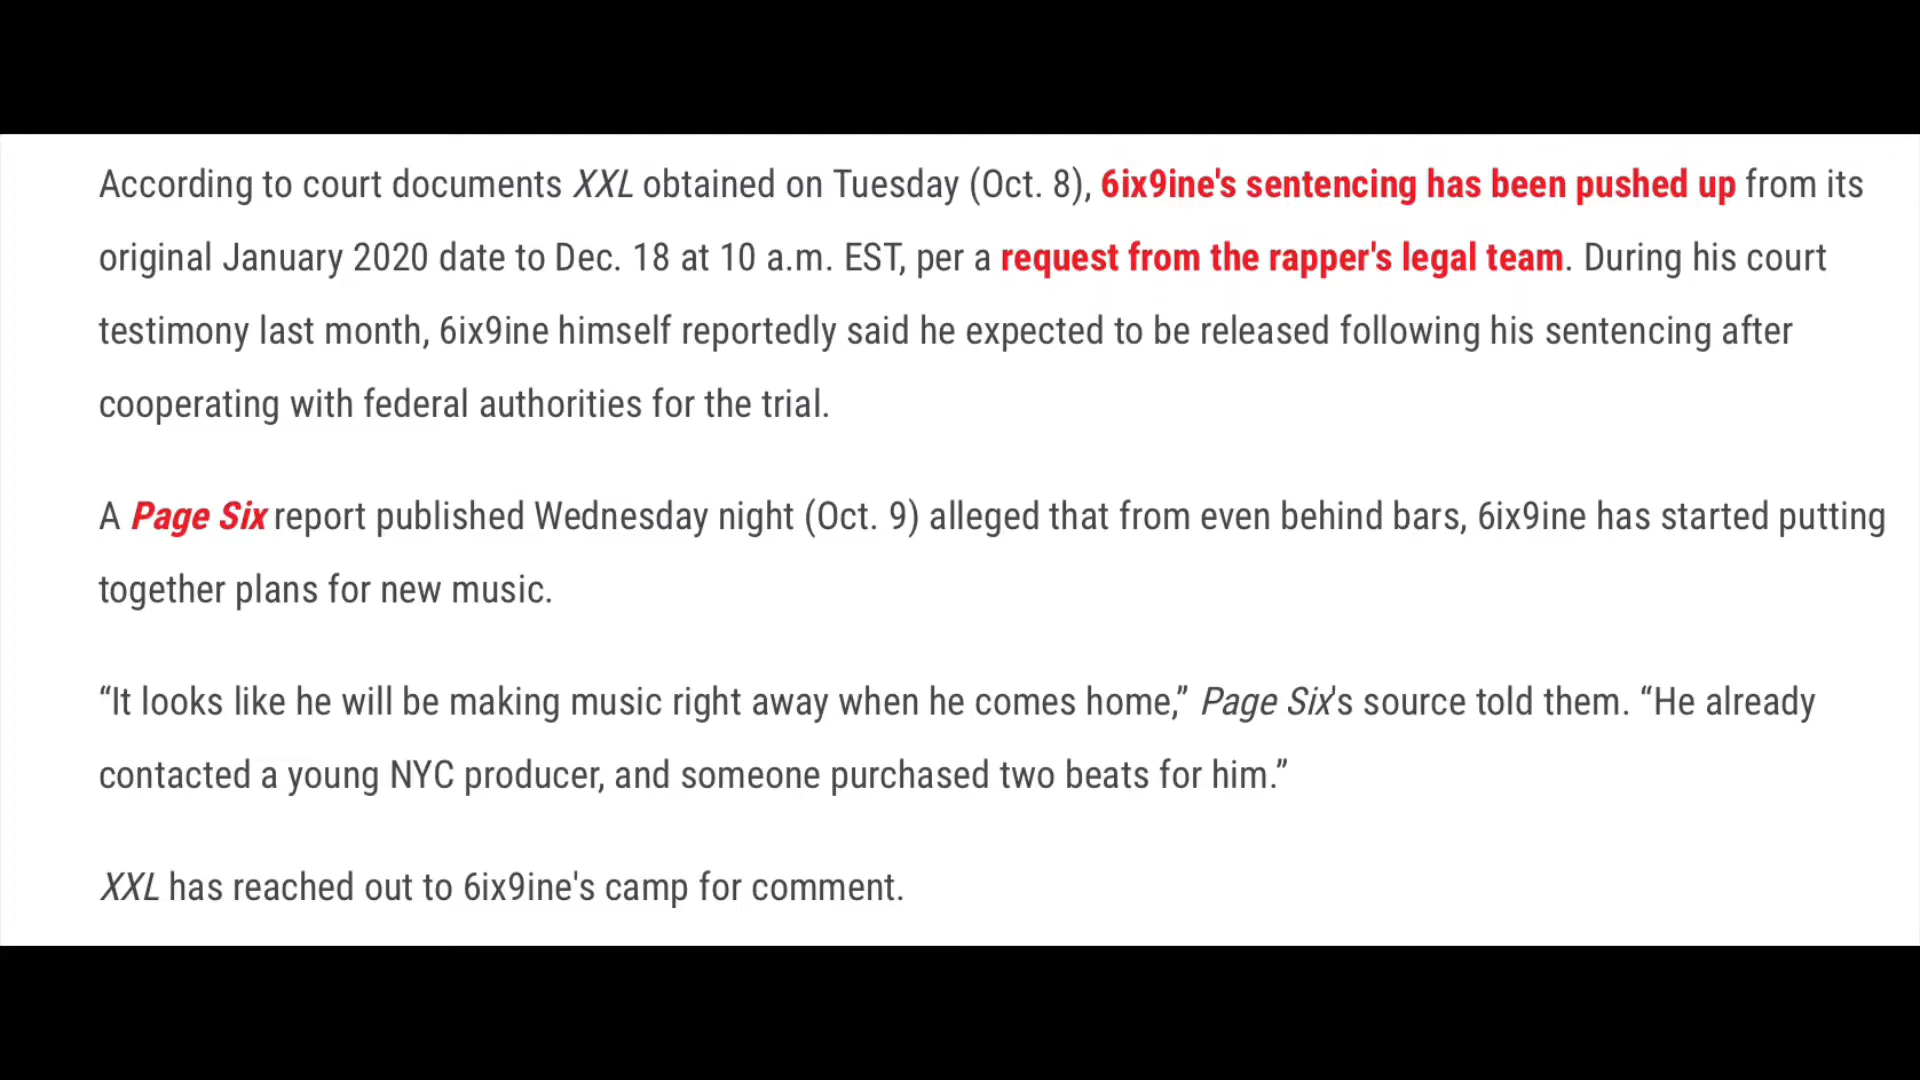 According to court documents XXL obtained on Tuesday (Oct. 8), 6ix9ine's sentencing has been pushed up from its
original January 2020 date to Dec. 18 at 10 a.m. EST, per a request from the rapper's legal team. During his court
testimony last month, 6ix9ine himself reportedly said he expected to be released following his sentencing after
cooperating with federal authorities for the trial.
A Page Six report published Wednesday night (Oct. 9) alleged that from even behind bars, 6ix9ine has started putting
together plans for new music.
“It looks like he will be making music right away when he comes home,” Page Six's source told them. “He already
contacted a young NYC producer, and someone purchased two beats for him.”
XXL has reached out to 6ix9ine's camp for comment.